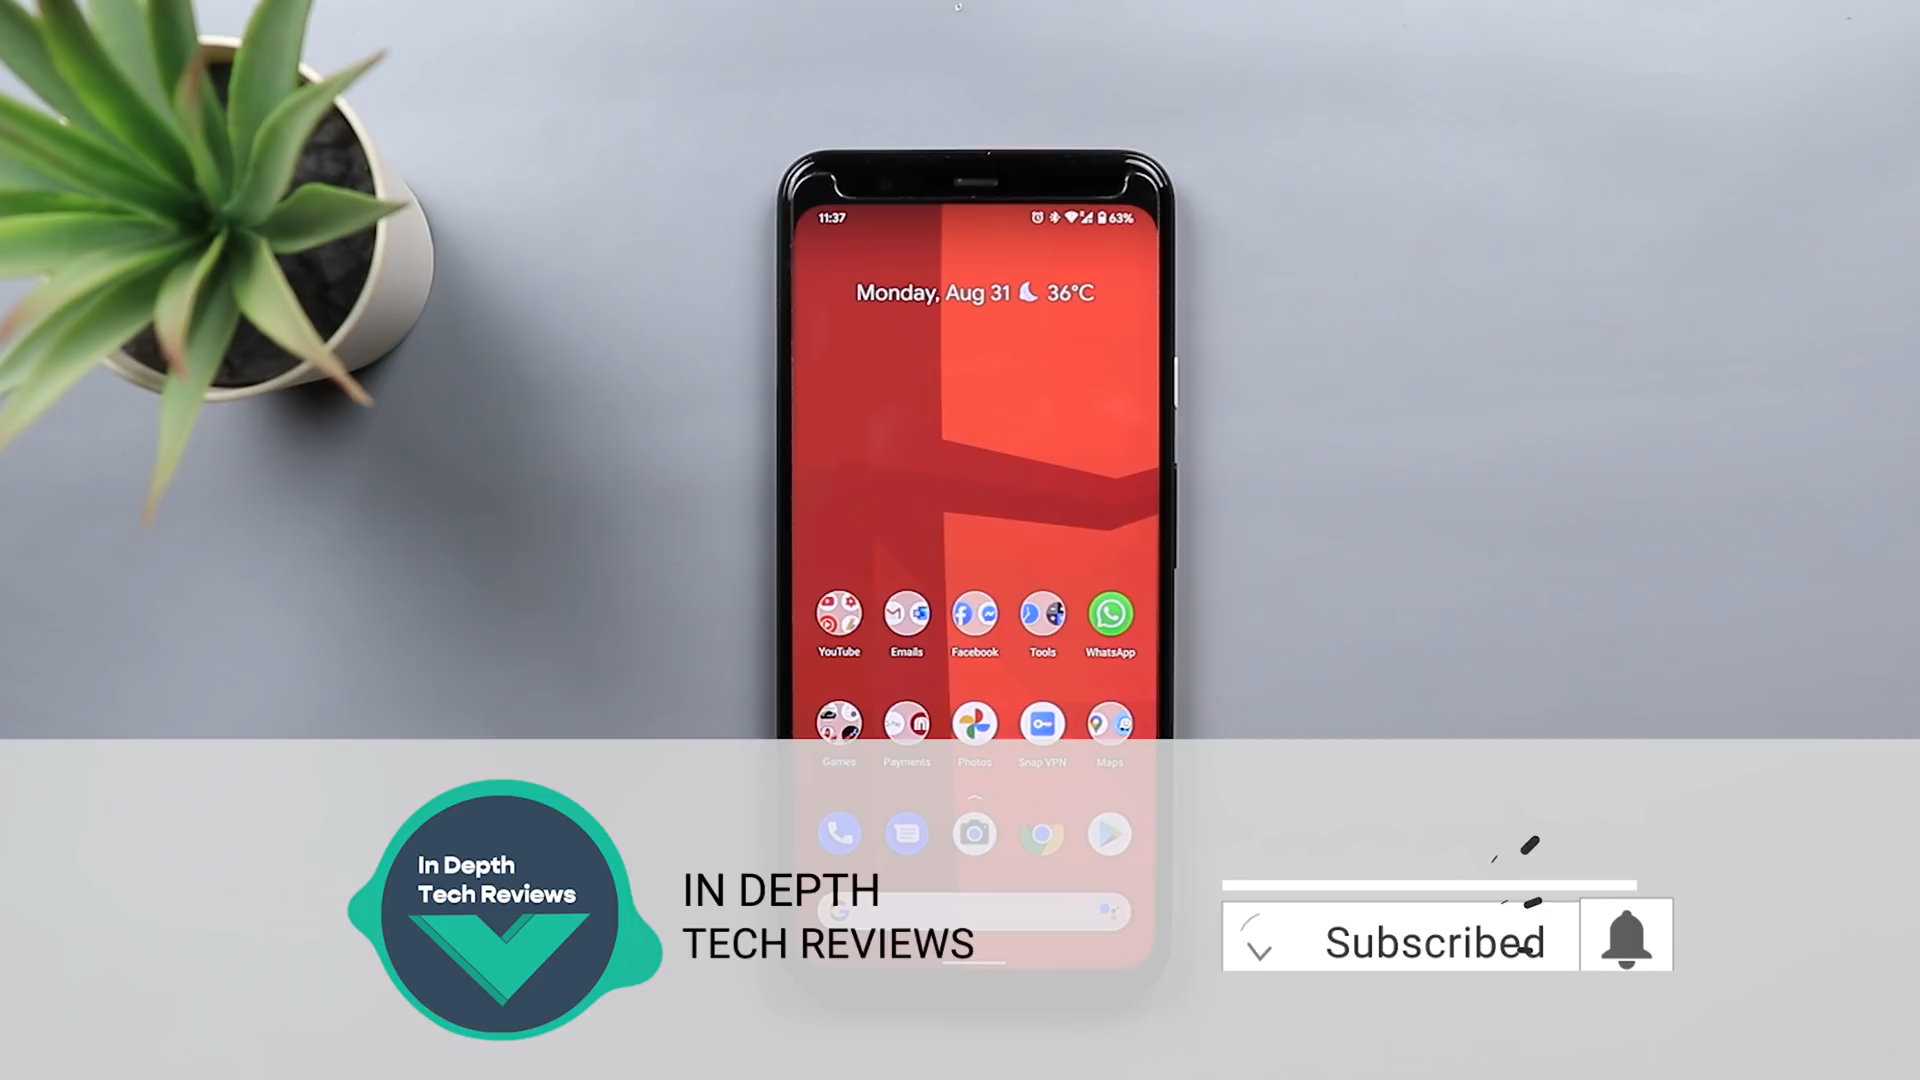 11:37
63%
Monday, Aug 31 36°C
YouTube Emails Facebook Tools WhatsApp
Games Payments Photos Snap VPN Maps
In Depth
Tech Reviews
IN DEPTH
TECH REVIEWS
Subscribed